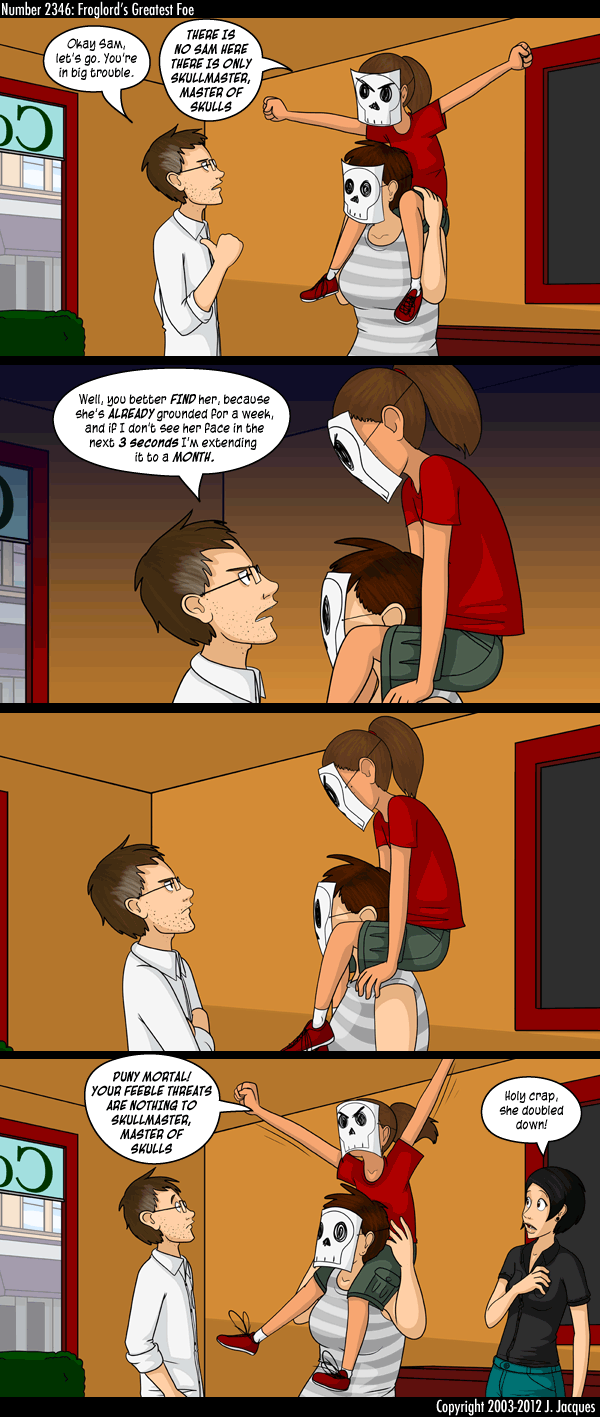 Number 2346: Froglord's Greatest Foe
Okay Sam,
let's go. You're
in big trouble.
THERE IS
NO SAM HERE
THERE IS ONLY
SKULLMASTER,
MASTER OF
SKULLS
Co
Well, you better FIND her, because
she's ALREADY grounded for a week,
and if I don't see her face in the
next 3 seconds I'm extending
it to a MONTH.
C
PUNY MORTAL!
YOUR FEEBLE THREATS
ARE NOTHING TO
SKULLMASTER,
MASTER OF
SKULLS
Holy crap,
she doubled
down!
Co
Copyright 2003-2012 J. Jacques